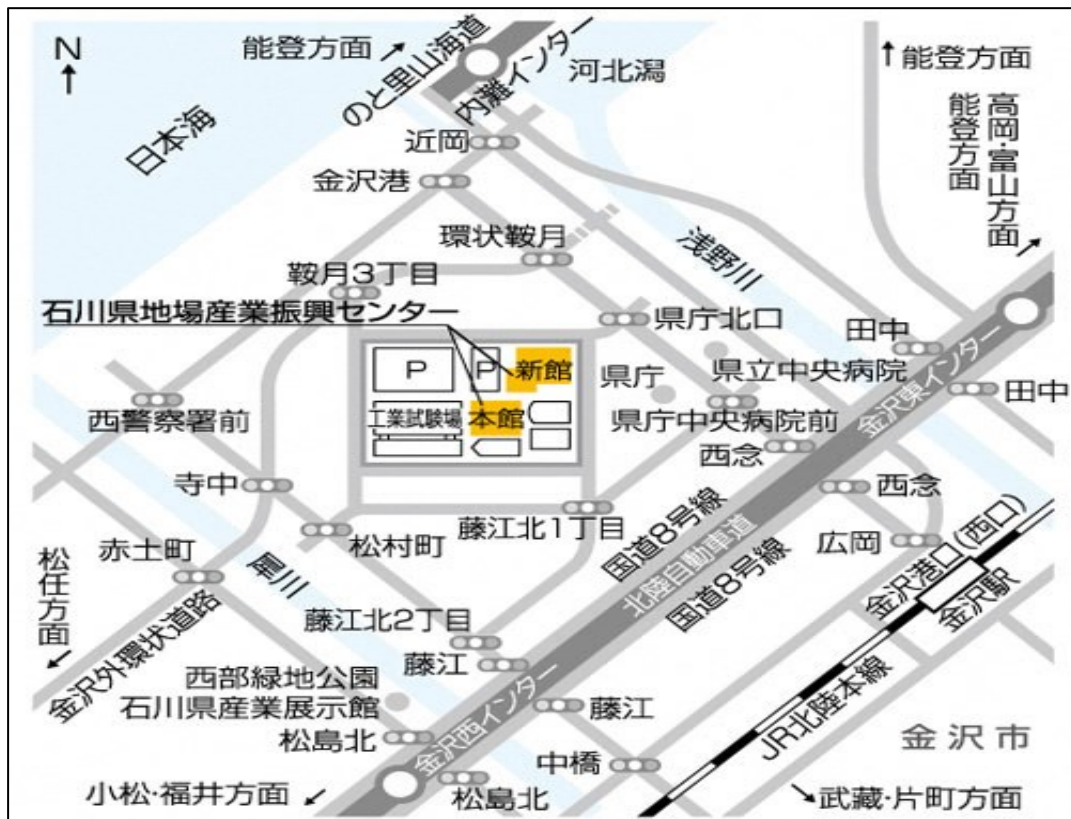 N
能登方面
のと里山海道
内灘インター
河北潟
能登方面
高岡・富山方面
能登方面
日本海
近岡
金沢港
環状鞍月
浅野川
鞍月3丁目
石川県地場産業振興センター
県庁北口
田中
P
P
新館
県庁
県立中央病院
金沢東インター
田中
西警察署前
工業試験場
本館
県庁中央病院前
西念
西念
寺中
藤江北1丁目
国道8号線
広岡
松村町
北陸自動車道
国道8号線
金沢港口(西口)
金沢駅
赤土町
松任方面
犀川
金沢外環状道路
藤江北2丁目
藤江
西部緑地公園
石川県産業展示館
藤江
JR北陸本線
金沢市
松島北
金沢西インター
中橋
小松・福井方面
松島北
武蔵・片町方面